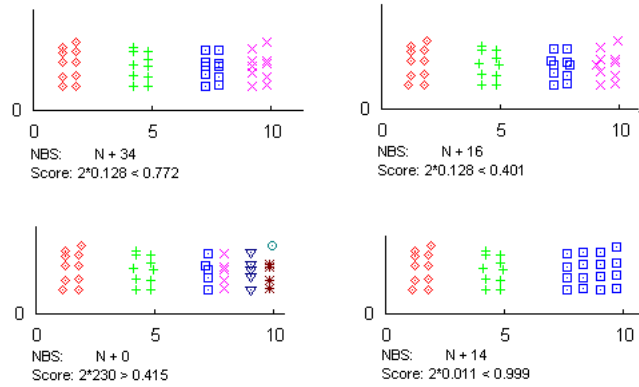 0
0 5 10
NBS: N + 34
Score: 2*0.128 < 0.772
0
0 5 10
NBS: N + 16
Score: 2*0.128 < 0.401
0
0 5 10
NBS: N + 0
Score: 2*230 > 0.415
0
0 5 10
NBS: N + 14
Score: 2*0.011 < 0.999